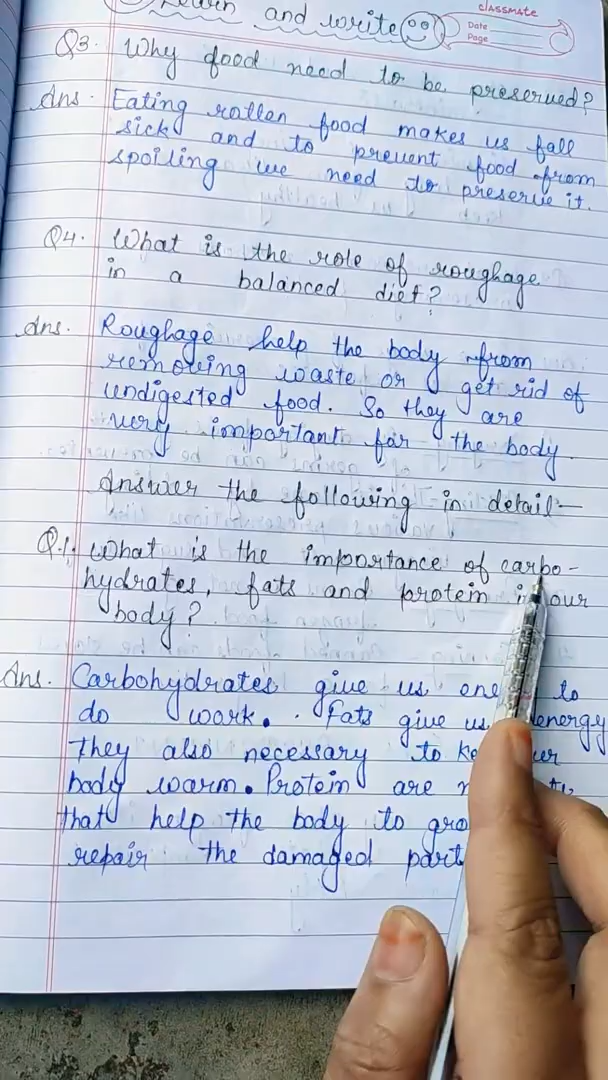 Learn and write
classmate
Date
Page
Q3. Why food need to be preserved?
Ans. Eating rotten food makes us fall
sick and to prevent food from
spoiling we need to preserve it.
Q4. What is the role of roughage
in a balanced diet?
Ans. Roughage help the body from
removing waste or get rid of
undigested food. So they are
very important for the body.
Answer the following in detail—
Q.1. What is the importance of carbo-
hydrates, fats and protein in our
body?
Ans. Carbohydrates give us to
do work. Fats give us energy
They also necessary to
body warm. Protein are
that help the body to
repair the damaged